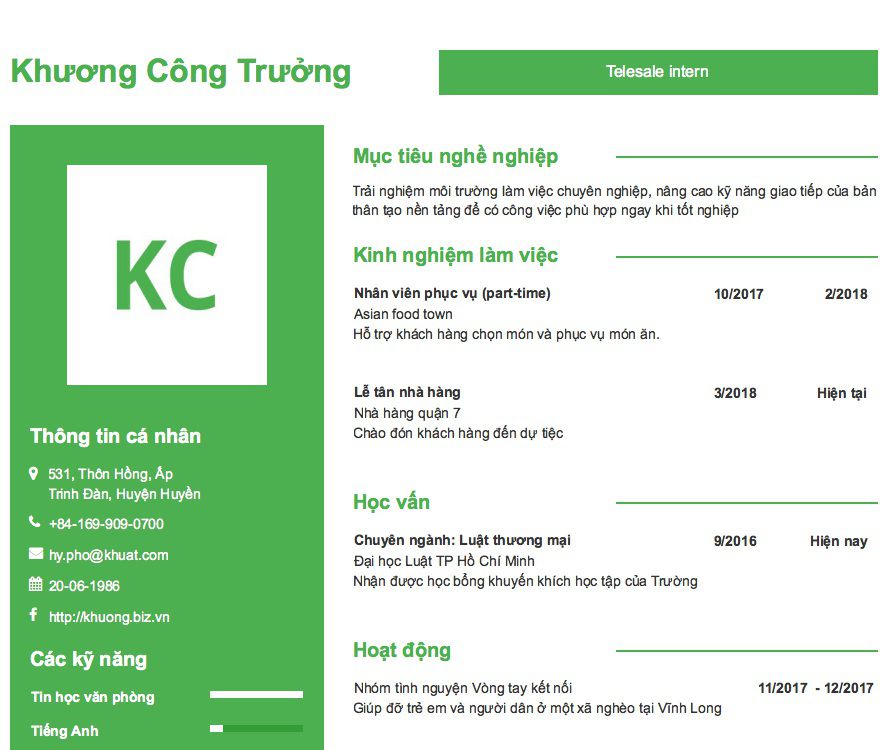 Khương Công Trưởng
Telesale intern
KC
Thông tin cá nhân
531, Thôn Hồng, Ấp
Trinh Đàn, Huyện Huyền
+84-169-909-0700
hy.pho@khuat.com
20-06-1986
http://khuong.biz.vn
Các kỹ năng
Tin học văn phòng
Tiếng Anh
Mục tiêu nghề nghiệp
Trải nghiệm môi trường làm việc chuyên nghiệp, nâng cao kỹ năng giao tiếp của bản
thân tạo nền tảng để có công việc phù hợp ngay khi tốt nghiệp
Kinh nghiệm làm việc
Nhân viên phục vụ (part-time) 10/2017 2/2018
Asian food town
Hỗ trợ khách hàng chọn món và phục vụ món ăn.
Lễ tân nhà hàng 3/2018 Hiện tại
Nhà hàng quận 7
Chào đón khách hàng đến dự tiệc
Học vấn
Chuyên ngành: Luật thương mại 9/2016 Hiện nay
Đại học Luật TP Hồ Chí Minh
Nhận được học bổng khuyến khích học tập của Trường
Hoạt động
Nhóm tình nguyện Vòng tay kết nối 11/2017 - 12/2017
Giúp đỡ trẻ em và người dân ở một xã nghèo tại Vĩnh Long